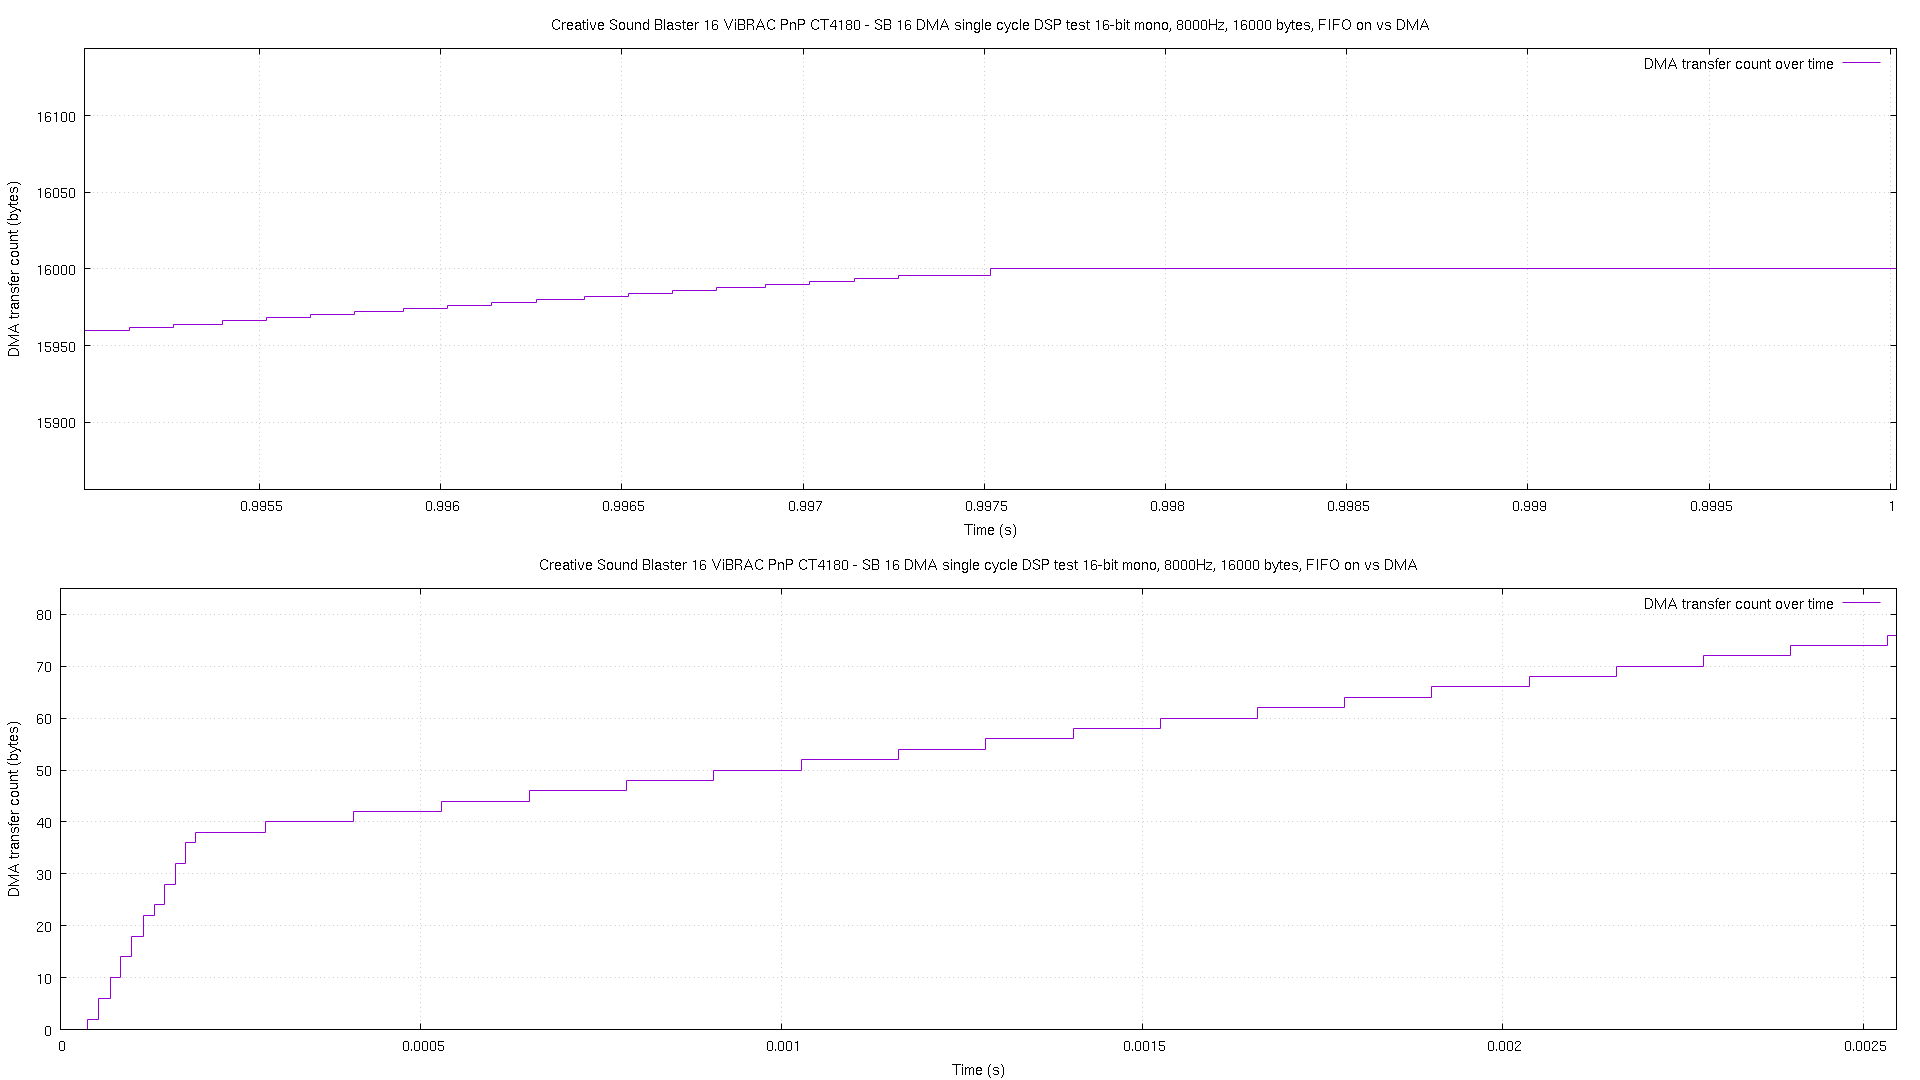 Creative Sound Blaster 16 ViBRAC PnP CT4180 - SB 16 DMA single cycle DSP test 16-bit mono, 8000Hz, 16000 bytes, FIFO on vs DMA
DMA transfer count over time
16100
16050
16000
15950
15900
DMA transfer count (bytes)
0.9955 0.996 0.9965 0.997 0.9975 0.998 0.9985 0.999 0.9995 1
Time (s)
Creative Sound Blaster 16 ViBRAC PnP CT4180 - SB 16 DMA single cycle DSP test 16-bit mono, 8000Hz, 16000 bytes, FIFO on vs DMA
DMA transfer count over time
80
70
60
50
40
30
20
10
0
DMA transfer count (bytes)
0 0.0005 0.001 0.0015 0.002 0.0025
Time (s)